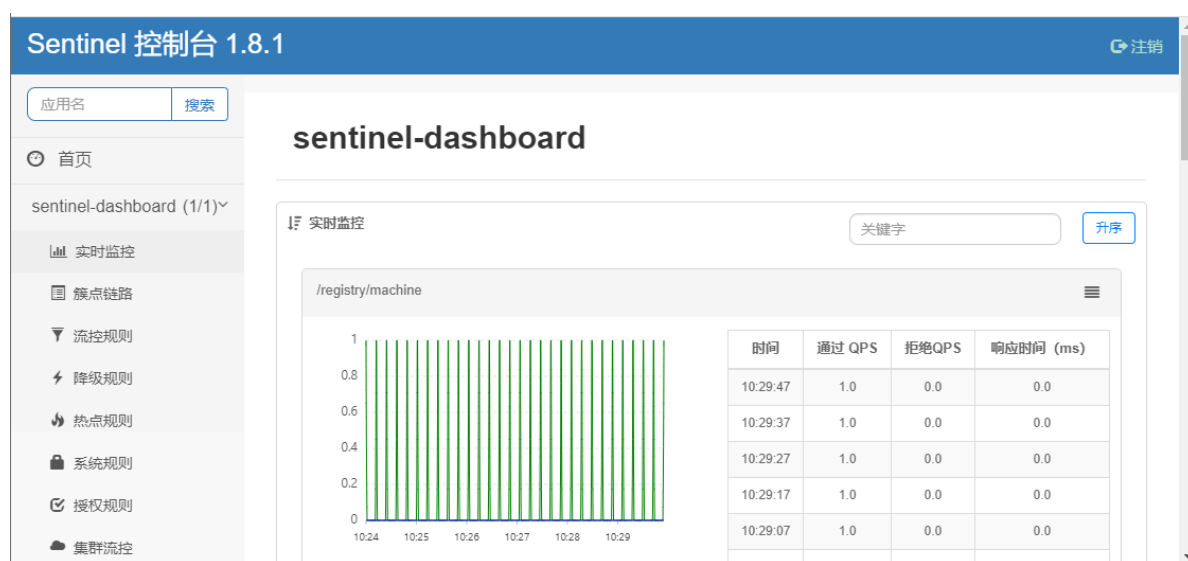 Sentinel 控制台 1.8.1
注销
应用名 搜索
首页
sentinel-dashboard (1/1)
实时监控
簇点链路
流控规则
降级规则
热点规则
系统规则
授权规则
集群流控
sentinel-dashboard
实时监控 关键字 升序
/registry/machine
1
0.8
0.6
0.4
0.2
0
10:24 10:25 10:26 10:27 10:28 10:29
时间 通过 QPS 拒绝QPS 响应时间 (ms)
10:29:47 1.0 0.0 0.0
10:29:37 1.0 0.0 0.0
10:29:27 1.0 0.0 0.0
10:29:17 1.0 0.0 0.0
10:29:07 1.0 0.0 0.0